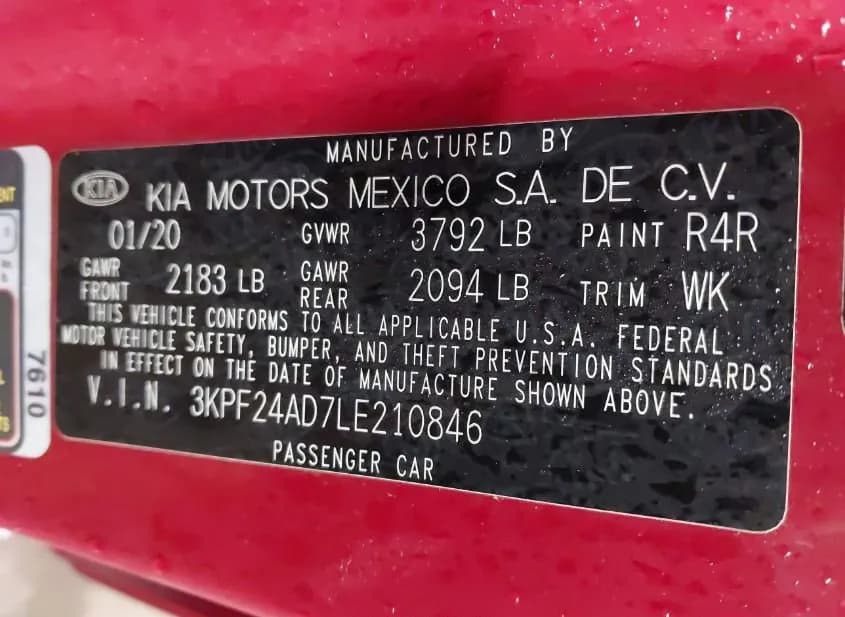 MANUFACTURED BY
KIA KIA MOTORS MEXICO S.A. DE C.V.
01/20 GVWR 3792 LB PAINT R4R
GAWR FRONT 2183 LB GAWR REAR 2094 LB TRIM WK
THIS VEHICLE CONFORMS TO ALL APPLICABLE U.S.A. FEDERAL
MOTOR VEHICLE SAFETY, BUMPER, AND THEFT PREVENTION STANDARDS
IN EFFECT ON THE DATE OF MANUFACTURE SHOWN ABOVE.
V.I.N. 3KPF24AD7LE210846
PASSENGER CAR
7610